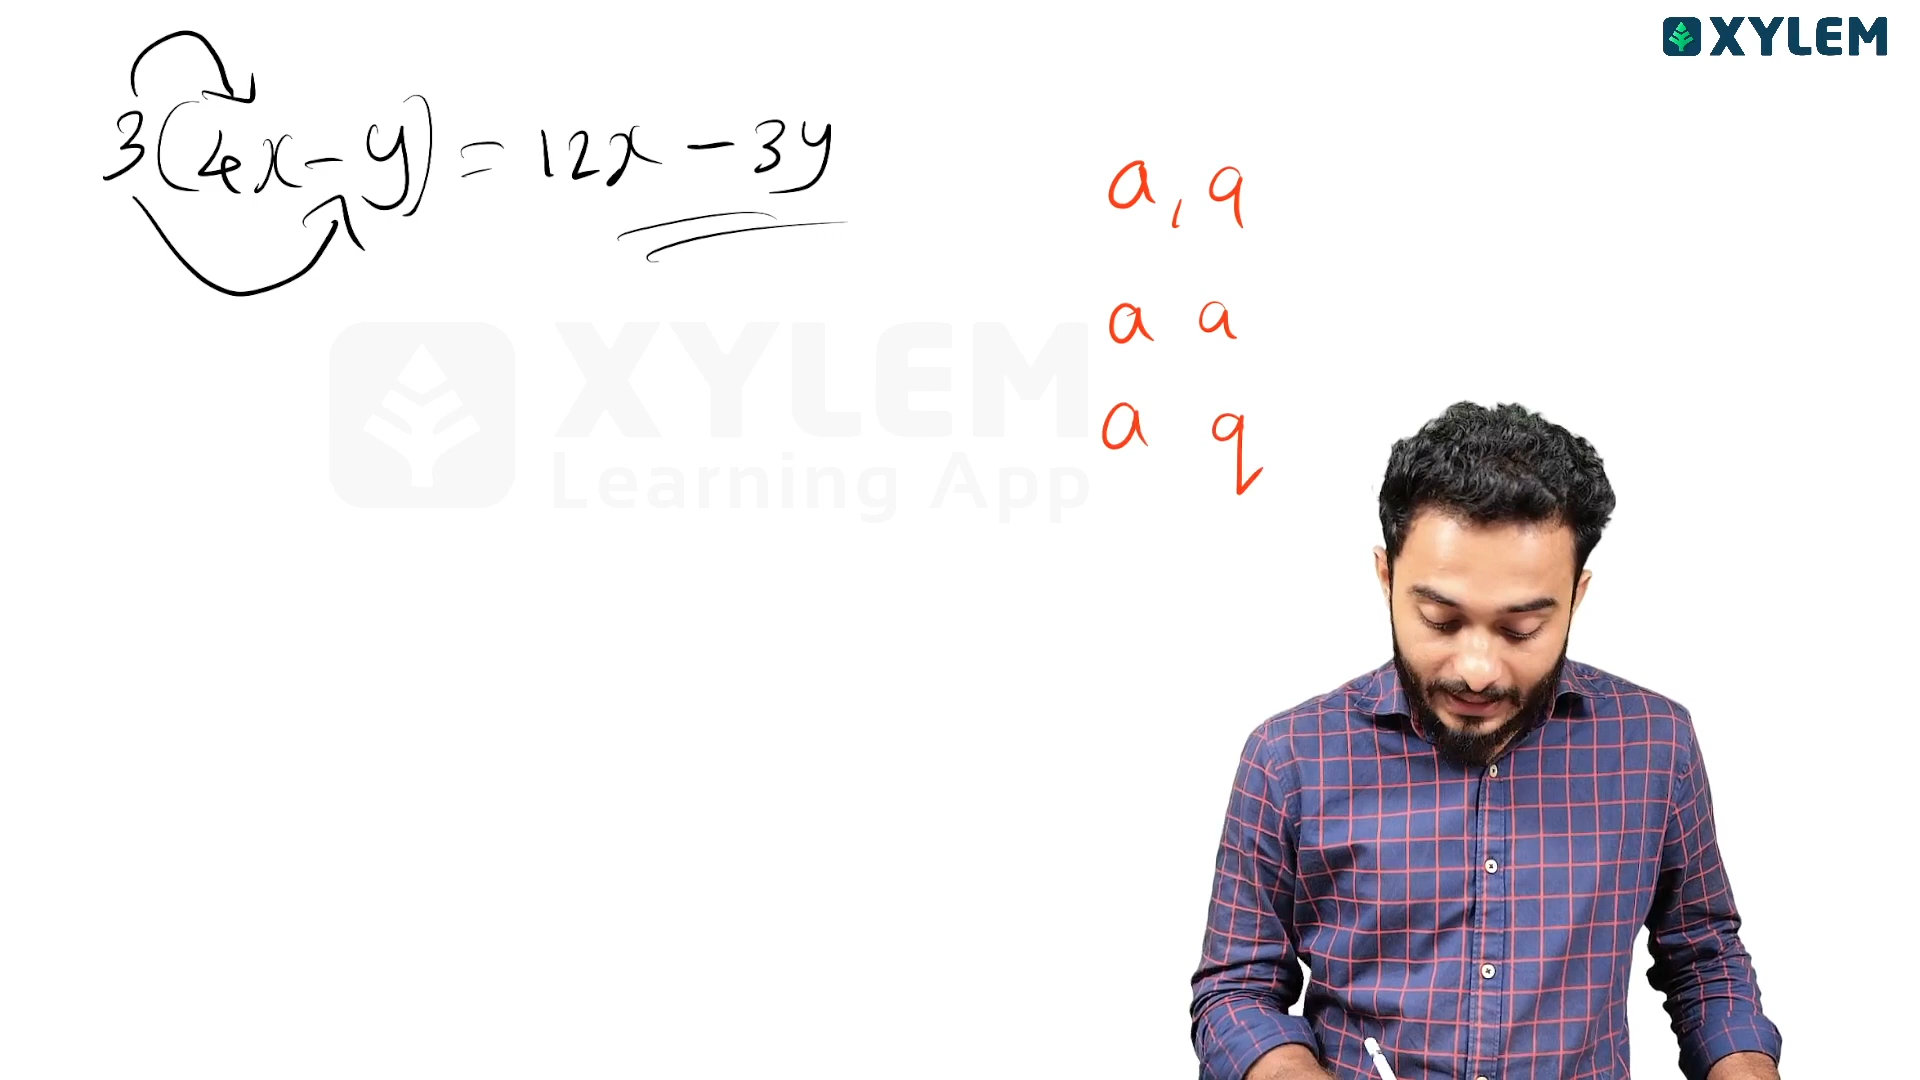 XYLEM
3(4x-y) = 12x - 3y
a, q
a a
a q
XYLEM
Learning App